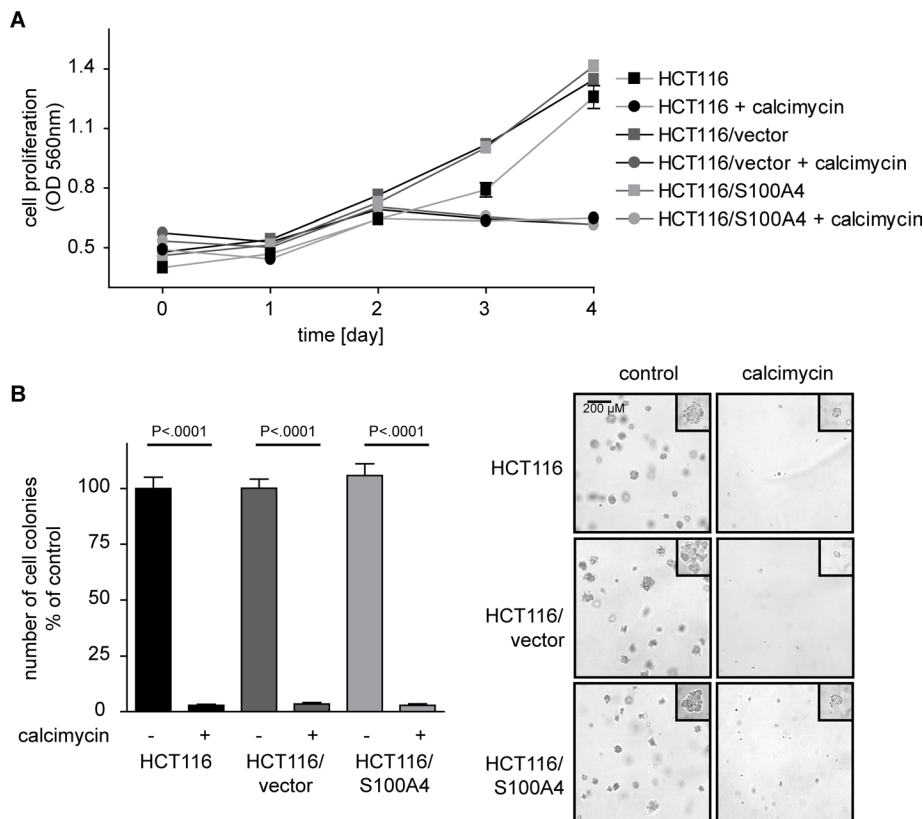 A
cell proliferation
(OD 560nm)
1.4
1.1
0.8
0.5
0 1 2 3 4
time [day]
HCT116
HCT116 + calcimycin
HCT116/vector
HCT116/vector + calcimycin
HCT116/S100A4
HCT116/S100A4 + calcimycin
B
number of cell colonies
% of control
P<.0001 P<.0001 P<.0001
100
75
50
25
0
calcimycin - + - + - +
HCT116 HCT116/ HCT116/
vector S100A4
control calcimycin
200 µM
HCT116
HCT116/
vector
HCT116/
S100A4